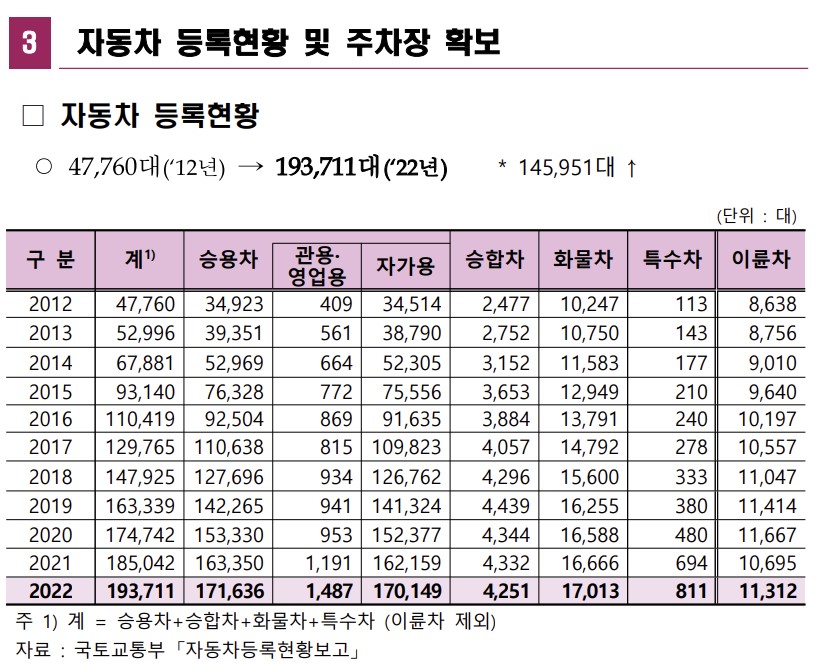 3 자동차 등록현황 및 주차장 확보
□ 자동차 등록현황
○ 47,760대(‘12년) → 193,711대(‘22년) * 145,951대 ↑
(단위 : 대)
구 분 계1) 승용차 관용·영업용 자가용 승합차 화물차 특수차 이륜차
2012 47,760 34,923 409 34,514 2,477 10,247 113 8,638
2013 52,996 39,351 561 38,790 2,752 10,750 143 8,756
2014 67,881 52,969 664 52,305 3,152 11,583 177 9,010
2015 93,140 76,328 772 75,556 3,653 12,949 210 9,640
2016 110,419 92,504 869 91,635 3,884 13,791 240 10,197
2017 129,765 110,638 815 109,823 4,057 14,792 278 10,557
2018 147,925 127,696 934 126,762 4,296 15,600 333 11,047
2019 163,339 142,265 941 141,324 4,439 16,255 380 11,414
2020 174,742 153,330 953 152,377 4,344 16,588 480 11,667
2021 185,042 163,350 1,191 162,159 4,332 16,666 694 10,695
2022 193,711 171,636 1,487 170,149 4,251 17,013 811 11,312
주 1) 계 = 승용차+승합차+화물차+특수차 (이륜차 제외)
자료 : 국토교통부「자동차등록현황보고」